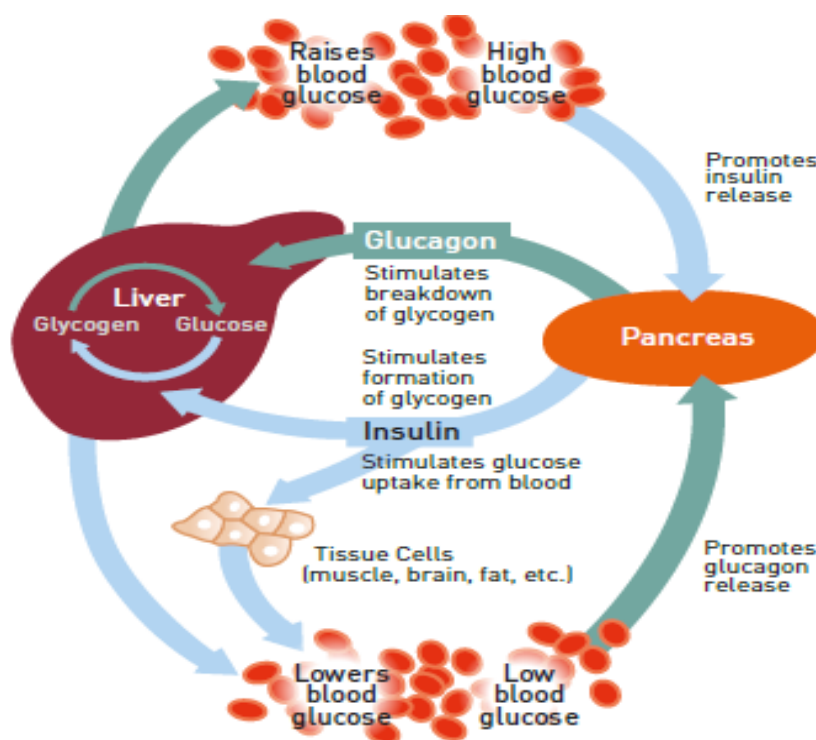 Raises
blood
glucose
High
blood
glucose
Promotes
insulin
release
Glucagon
Stimulates
breakdown
of glycogen
Liver
Glycogen
Glucose
Pancreas
Stimulates
formation
of glycogen
Insulin
Stimulates glucose
uptake from blood
Tissue Cells
(muscle, brain, fat, etc.)
Promotes
glucagon
release
Lowers
blood
glucose
Low
blood
glucose